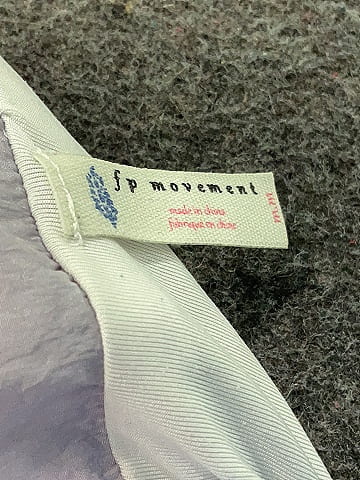 fp movement
made in china
fabriqué en chine